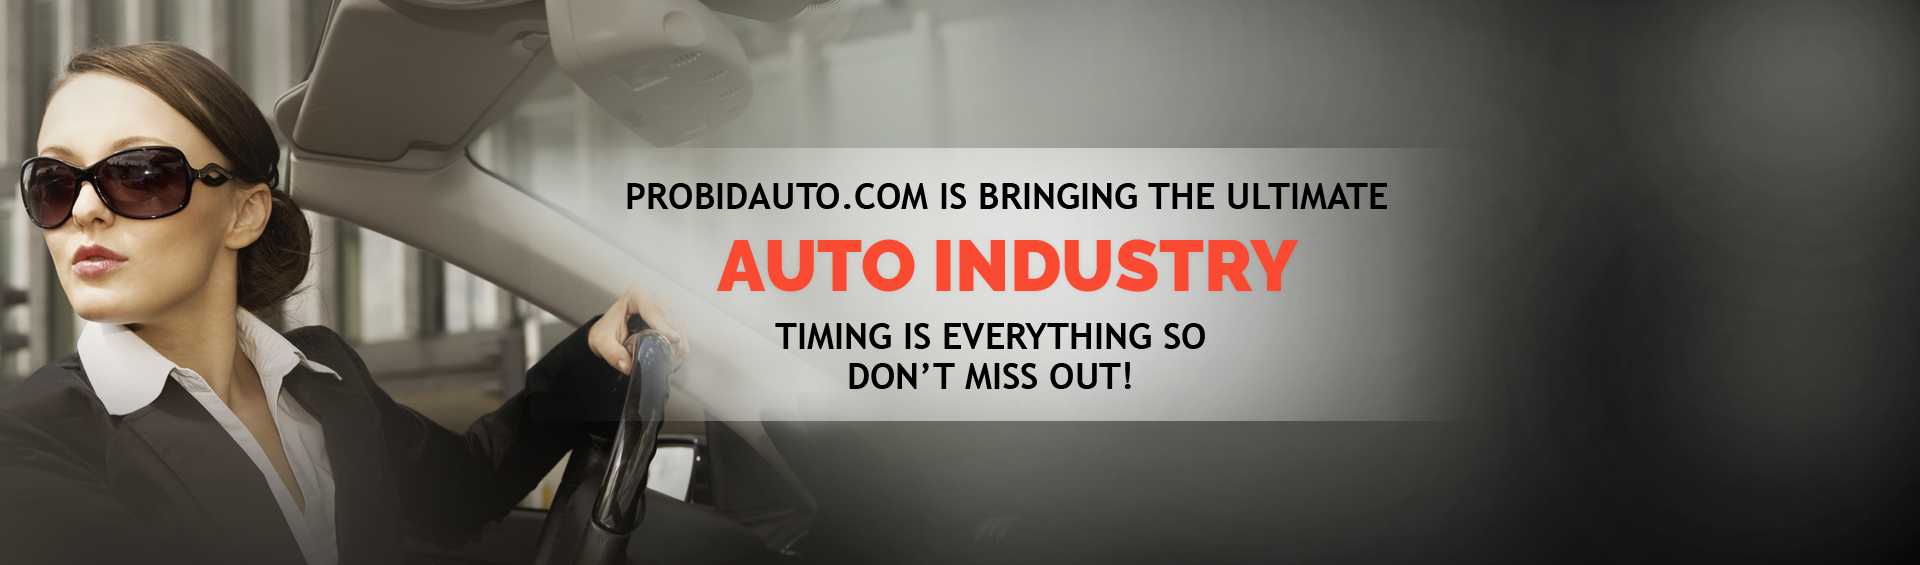 PROBIDAUTO.COM IS BRINGING THE ULTIMATE
AUTO INDUSTRY
TIMING IS EVERYTHING SO
DON’T MISS OUT!